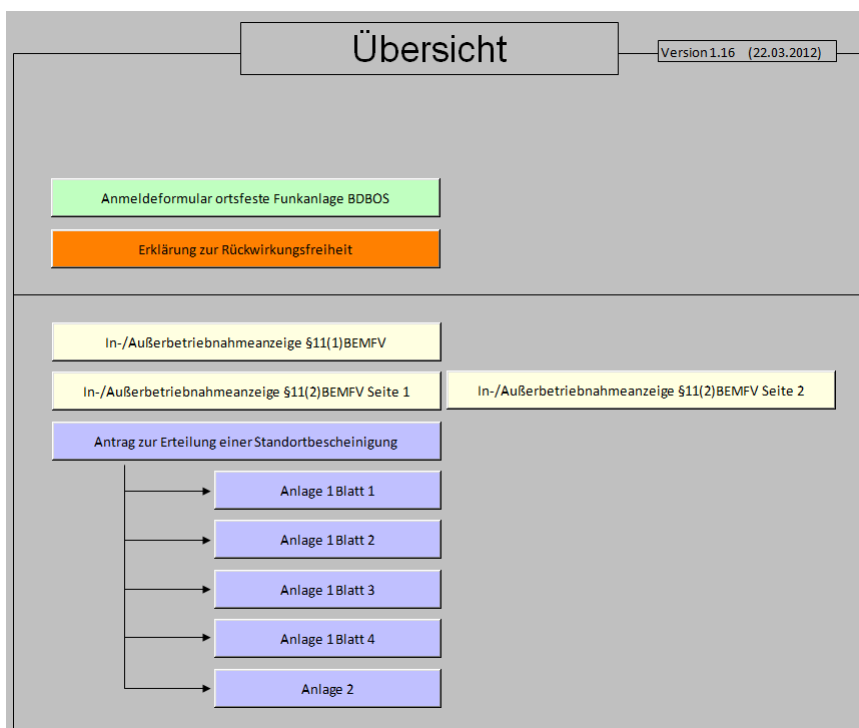 Übersicht
Version 1.16 (22.03.2012)
Anmeldeformular ortsfeste Funkanlage BDBOS
Erklärung zur Rückwirkungsfreiheit
In-/Außerbetriebnahmeanzeige §11(1)BEMFV
In-/Außerbetriebnahmeanzeige §11(2)BEMFV Seite 1
In-/Außerbetriebnahmeanzeige §11(2)BEMFV Seite 2
Antrag zur Erteilung einer Standortbescheinigung
Anlage 1 Blatt 1
Anlage 1 Blatt 2
Anlage 1 Blatt 3
Anlage 1 Blatt 4
Anlage 2